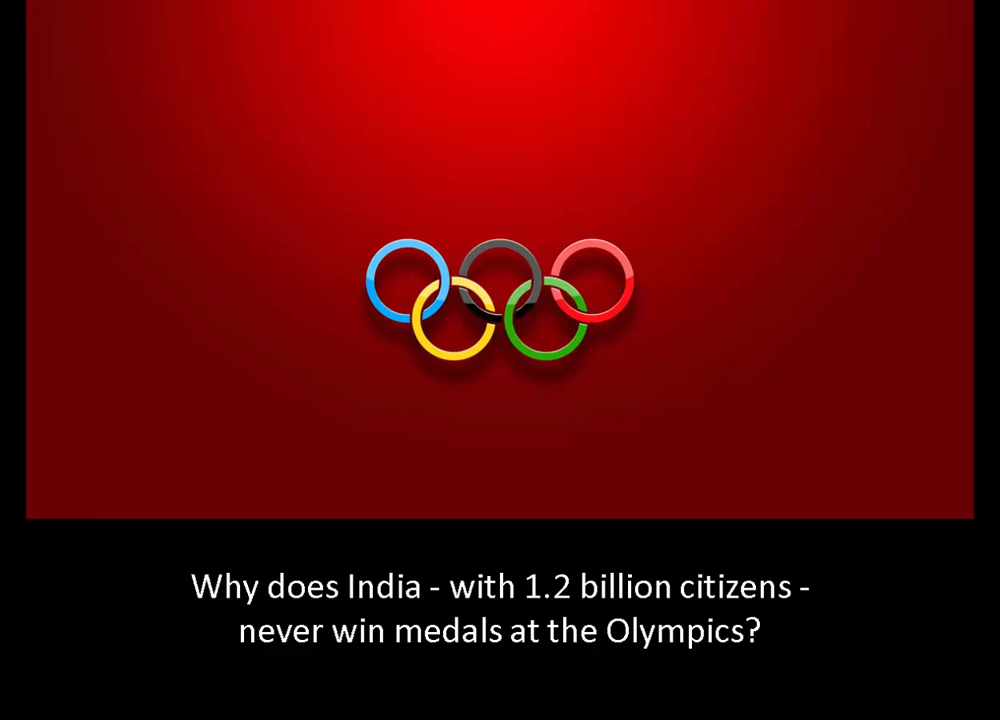 Why does India - with 1.2 billion citizens -
never win medals at the Olympics?